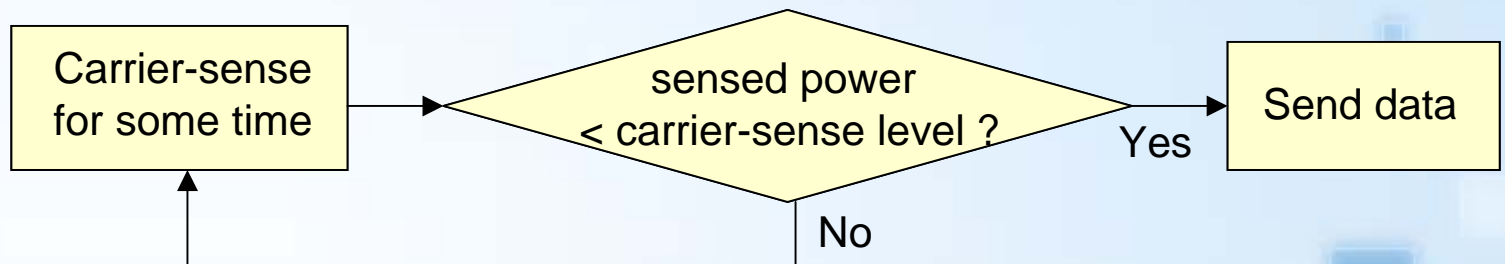 Carrier-sense
for some time
sensed power
< carrier-sense level ?
Yes
Send data
No